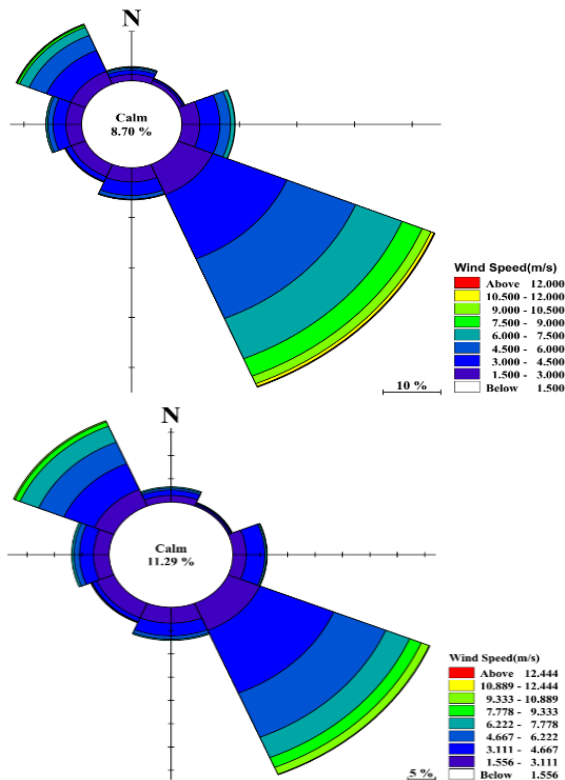 N
Calm
8.70 %
Wind Speed(m/s)
Above 12.000
10.500 - 12.000
9.000 - 10.500
7.500 - 9.000
6.000 - 7.500
4.500 - 6.000
3.000 - 4.500
1.500 - 3.000
Below 1.500
10 %
N
Calm
11.29 %
Wind Speed(m/s)
Above 12.444
10.889 - 12.444
9.333 - 10.889
7.778 - 9.333
6.222 - 7.778
4.667 - 6.222
3.111 - 4.667
1.556 - 3.111
Below 1.556
5 %